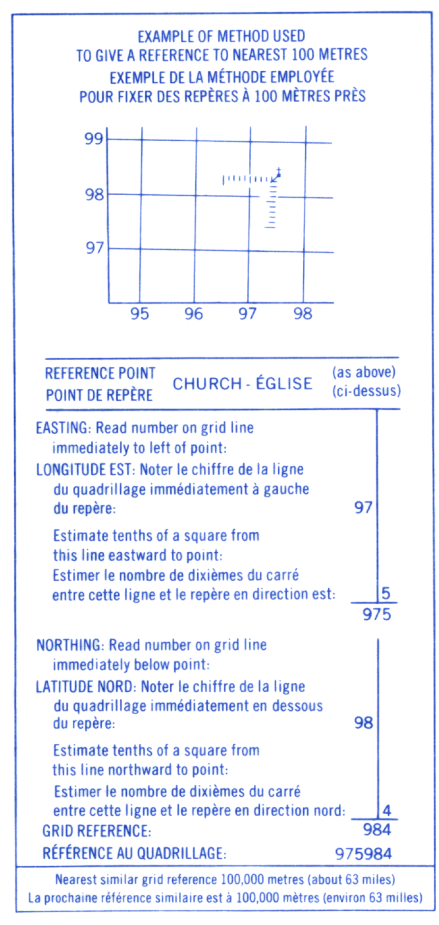 EXAMPLE OF METHOD USED
TO GIVE A REFERENCE TO NEAREST 100 METRES
EXEMPLE DE LA MÉTHODE EMPLOYÉE
POUR FIXER DES REPÈRES À 100 MÈTRES PRÈS
99
98
97
95 96 97 98
REFERENCE POINT
POINT DE REPÈRE
CHURCH - ÉGLISE
(as above)
(ci-dessus)
EASTING: Read number on grid line
immediately to left of point:
LONGITUDE EST: Noter le chiffre de la ligne
du quadrillage immédiatement à gauche
du repère: 97
Estimate tenths of a square from
this line eastward to point:
Estimer le nombre de dixièmes du carré
entre cette ligne et le repère en direction est: 5
975
NORTHING: Read number on grid line
immediately below point:
LATITUDE NORD: Noter le chiffre de la ligne
du quadrillage immédiatement en dessous
du repère: 98
Estimate tenths of a square from
this line northward to point:
Estimer le nombre de dixièmes du carré
entre cette ligne et le repère en direction nord: 4
GRID REFERENCE: 984
RÉFÉRENCE AU QUADRILLAGE: 975984
Nearest similar grid reference 100,000 metres (about 63 miles)
La prochaine référence similaire est à 100,000 mètres (environ 63 milles)